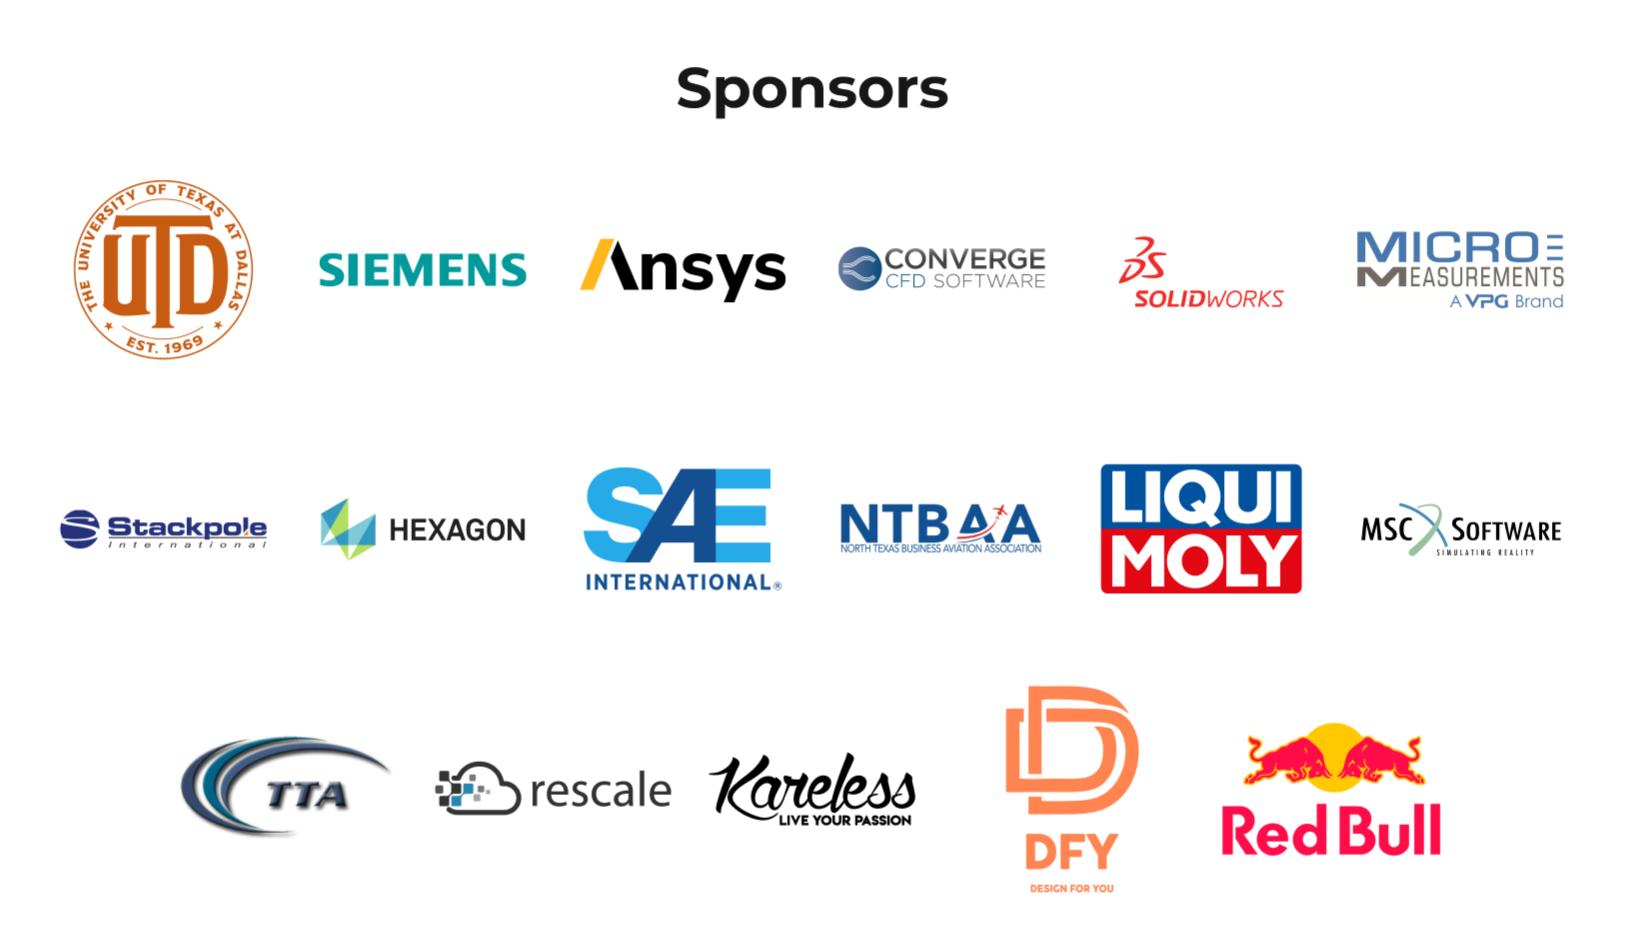 Sponsors
THE UNIVERSITY OF TEXAS AT DALLAS
UTD
EST. 1969
SIEMENS
Ansys
CONVERGE
CFD SOFTWARE
DS
SOLIDWORKS
MICRO
MEASUREMENTS
A VPG Brand
Stackpole
International
HEXAGON
SAE
INTERNATIONAL®
NTBAA
NORTH TEXAS BUSINESS AVIATION ASSOCIATION
LIQUI
MOLY
MSC SOFTWARE
SIMULATING REALITY
TTA
rescale
Kareless
LIVE YOUR PASSION
DFY
DESIGN FOR YOU
Red Bull